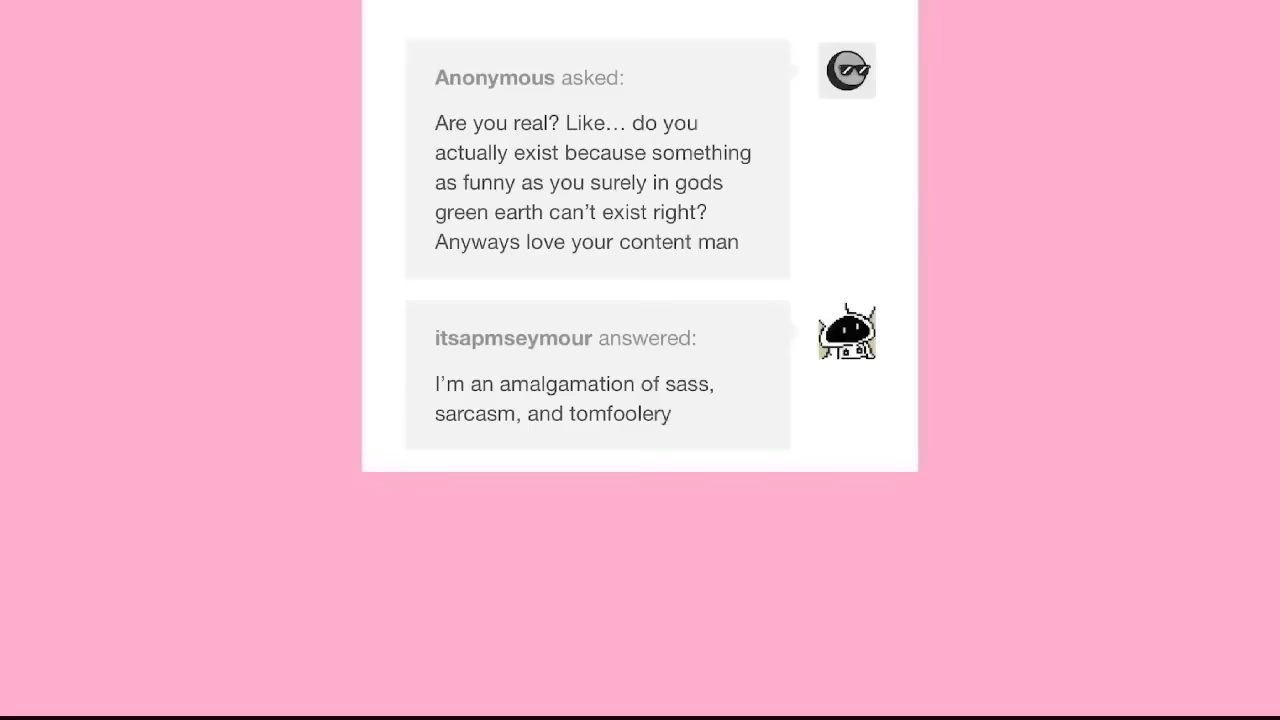 Anonymous asked:
Are you real? Like… do you
actually exist because something
as funny as you surely in gods
green earth can’t exist right?
Anyways love your content man
itsapmseymour answered:
I’m an amalgamation of sass,
sarcasm, and tomfoolery